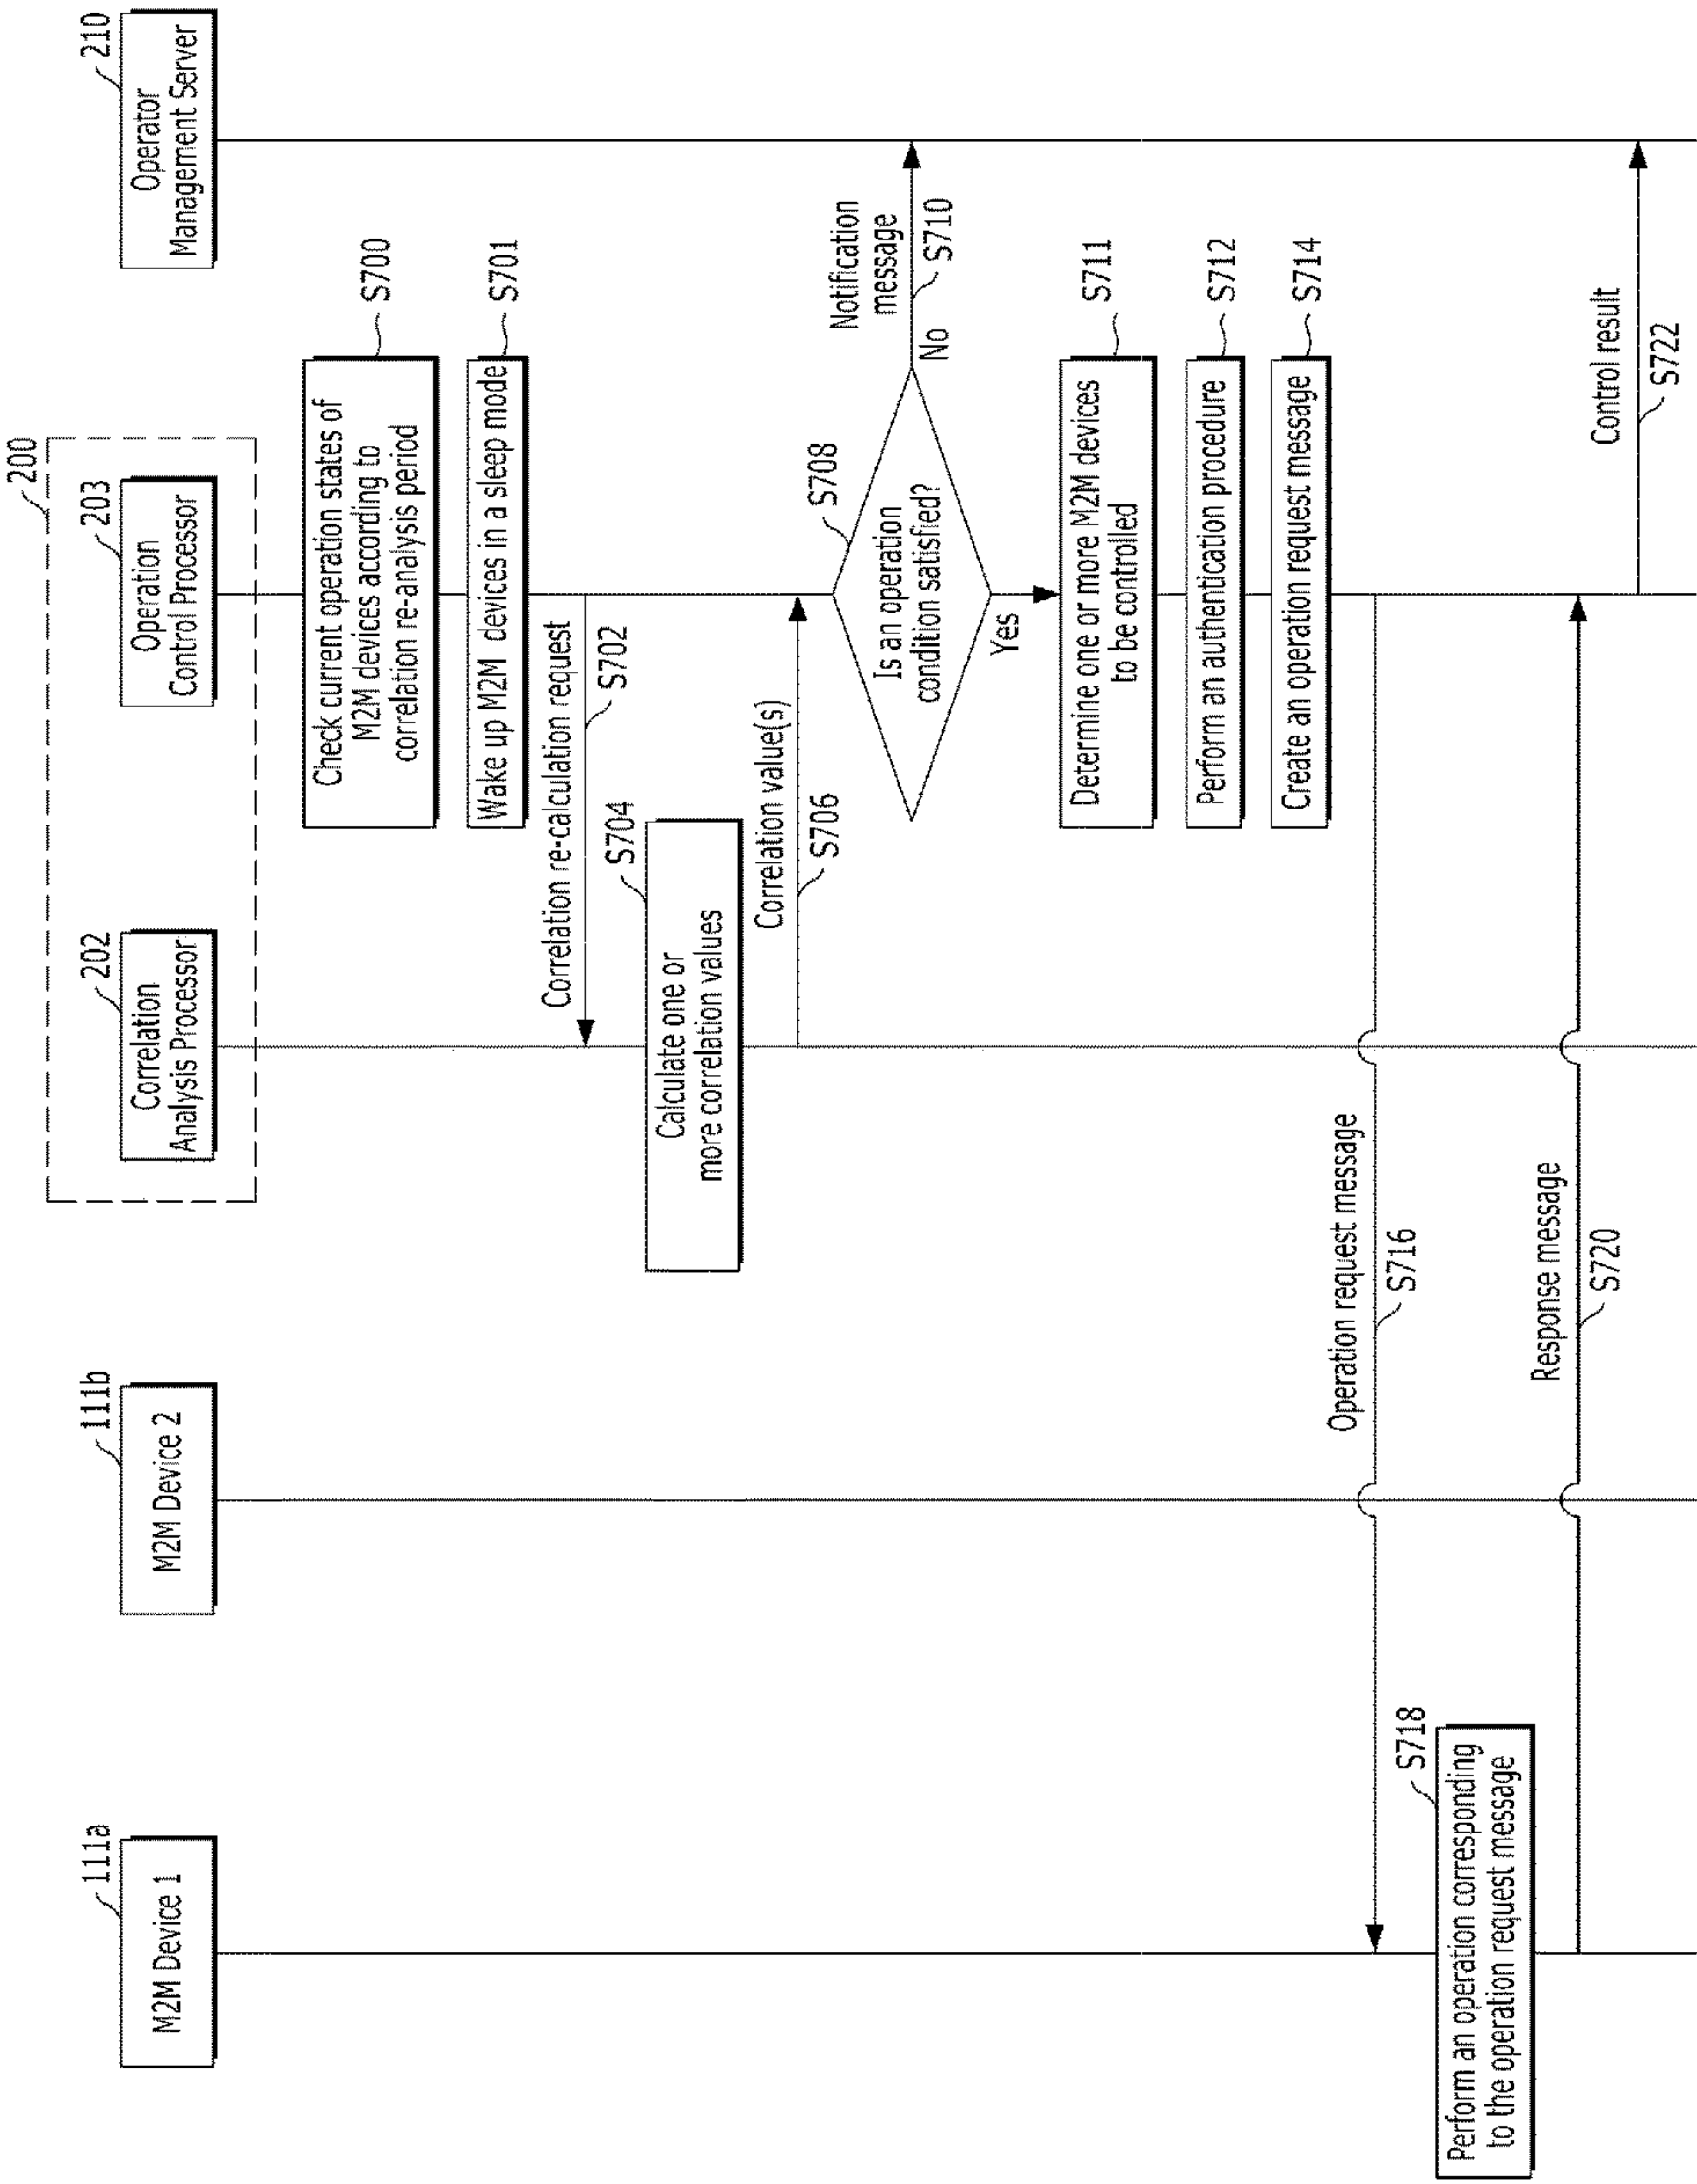 200
111a
M2M Device 1
111b
M2M Device 2
202
Correlation
Analysis Processor
203
Operation
Control Processor
210
Operator
Management Server
Check current operation states of
M2M devices according to
correlation re-analysis period
S700
Wake up M2M devices in a sleep mode
S701
Correlation re-calculation request
S702
S704
Calculate one or
more correlation values
Correlation value(s)
S706
S708
Is an operation
condition satisfied?
No
Notification
message
S710
Yes
Determine one or more M2M devices
to be controlled
S711
Perform an authentication procedure
S712
Create an operation request message
S714
Operation request message
S716
S718
Perform an operation corresponding
to the operation request message
Response message
S720
Control result
S722